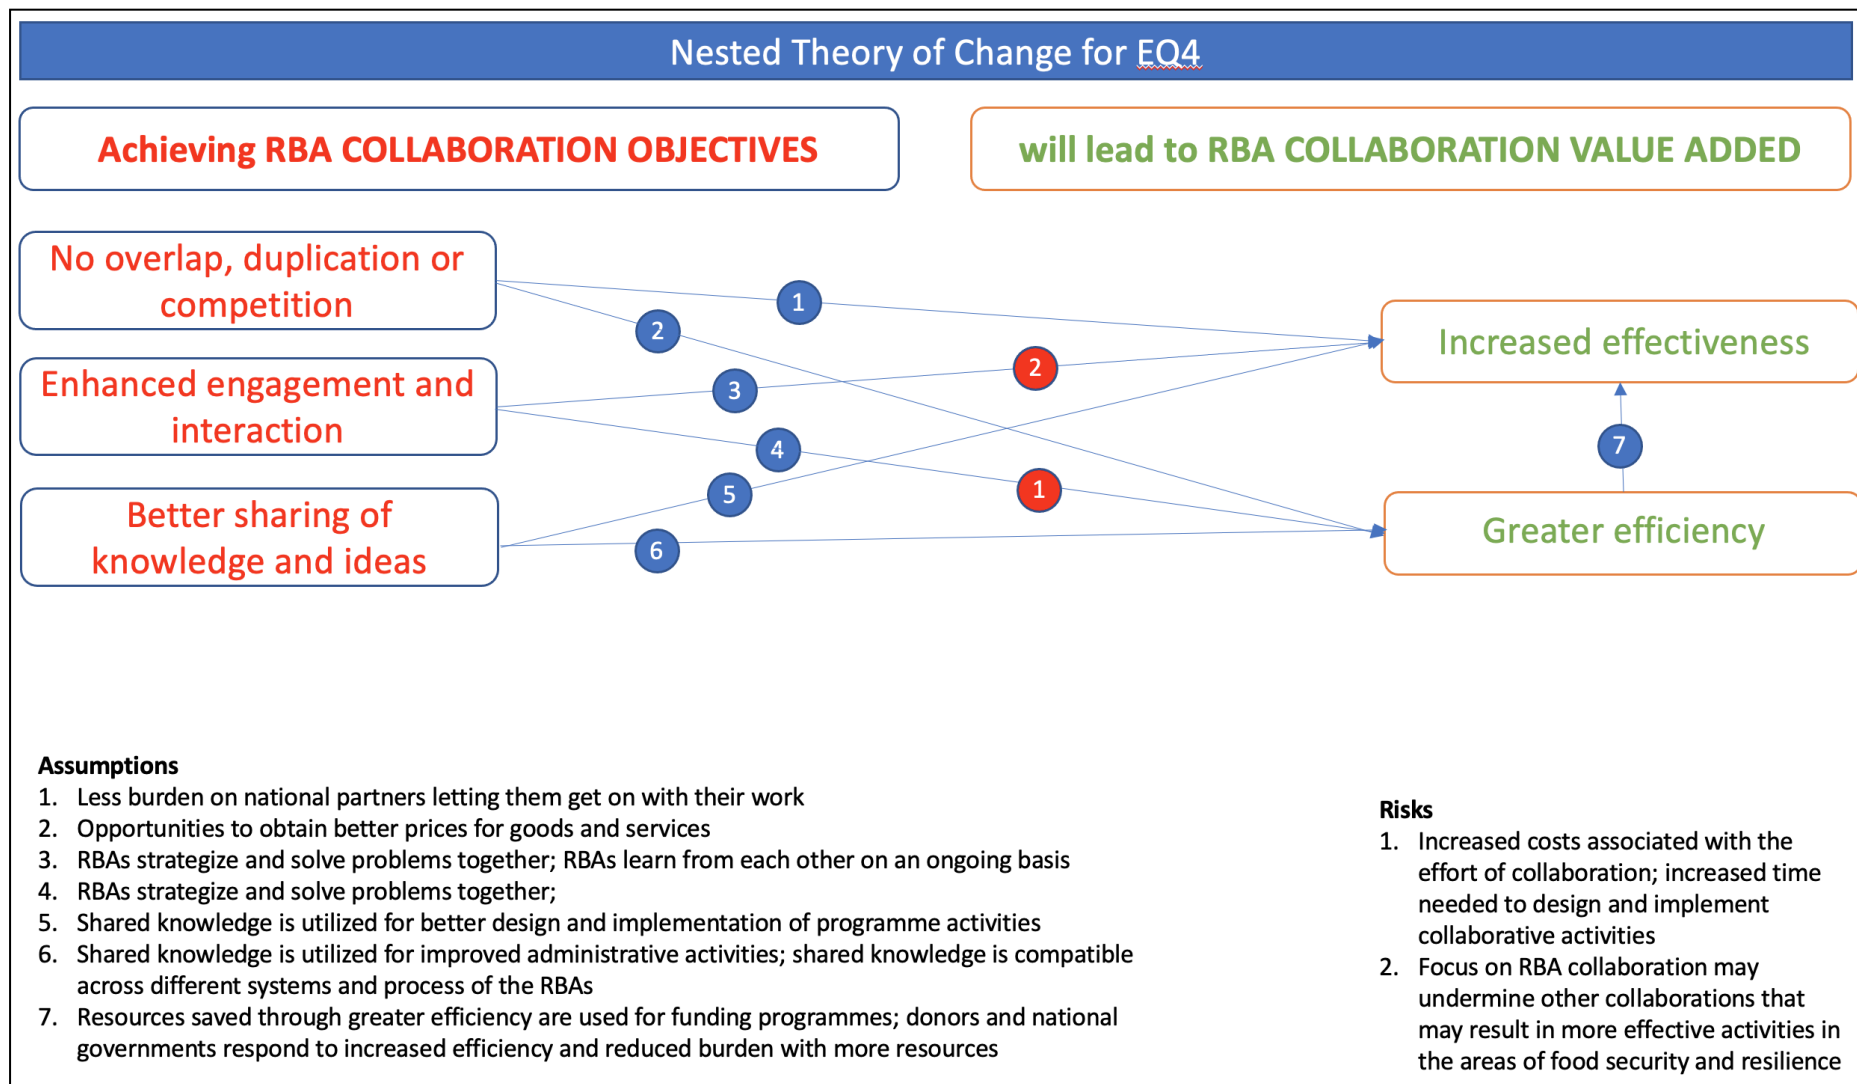 Nested Theory of Change for EQ4
Achieving RBA COLLABORATION OBJECTIVES
will lead to RBA COLLABORATION VALUE ADDED
No overlap, duplication or
competition
Enhanced engagement and
interaction
Better sharing of
knowledge and ideas
1
2
3
2
4
5
1
6
Increased effectiveness
7
Greater efficiency
Assumptions
1. Less burden on national partners letting them get on with their work
2. Opportunities to obtain better prices for goods and services
3. RBAs strategize and solve problems together; RBAs learn from each other on an ongoing basis
4. RBAs strategize and solve problems together;
5. Shared knowledge is utilized for better design and implementation of programme activities
6. Shared knowledge is utilized for improved administrative activities; shared knowledge is compatible
across different systems and process of the RBAs
7. Resources saved through greater efficiency are used for funding programmes; donors and national
governments respond to increased efficiency and reduced burden with more resources
Risks
1. Increased costs associated with the
effort of collaboration; increased time
needed to design and implement
collaborative activities
2. Focus on RBA collaboration may
undermine other collaborations that
may result in more effective activities in
the areas of food security and resilience